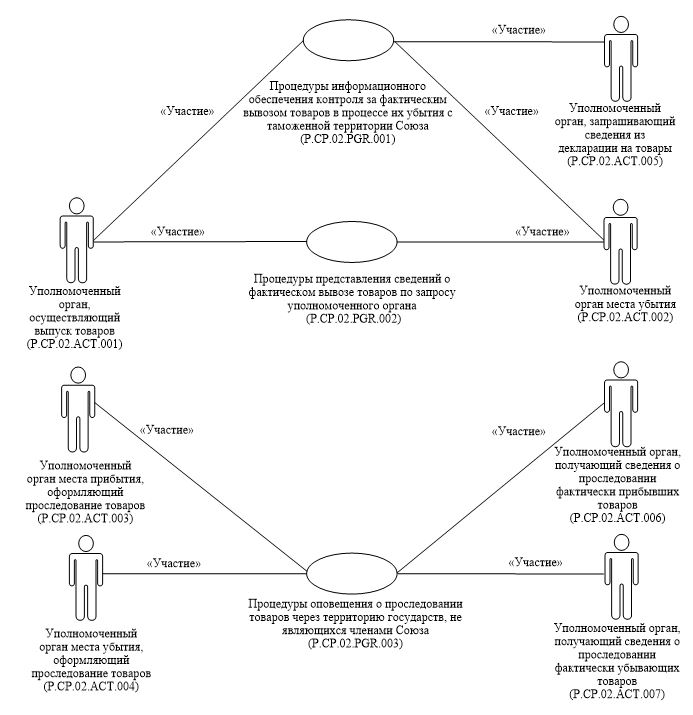 «Участие»
Процедуры информационного
обеспечения контроля за фактическим
вывозом товаров в процессе их убытия с
таможенной территории Союза
(P.CP.02.PGR.001)
Уполномоченный
орган, запрашивающий
сведения из
декларации на товары
(P.CP.02.ACT.005)
«Участие»
«Участие»
«Участие»
«Участие»
Уполномоченный
орган,
осуществляющий
выпуск товаров
(P.CP.02.ACT.001)
Процедуры представления сведений о
фактическом вывозе товаров по запросу
уполномоченного органа
(P.CP.02.PGR.002)
Уполномоченный
орган места убытия
(P.CP.02.ACT.002)
«Участие»
«Участие»
Уполномоченный
орган места прибытия,
оформляющий
проследование товаров
(P.CP.02.ACT.003)
Уполномоченный орган,
получающий сведения о
проследовании
фактически прибывших
товаров
(P.CP.02.ACT.006)
«Участие»
«Участие»
Процедуры оповещения о проследовании
товаров через территорию государств, не
являющихся членами Союза
(P.CP.02.PGR.003)
Уполномоченный
орган места убытия,
оформляющий
проследование товаров
(P.CP.02.ACT.004)
Уполномоченный орган,
получающий сведения о
проследовании
фактически убывающих
товаров
(P.CP.02.ACT.007)